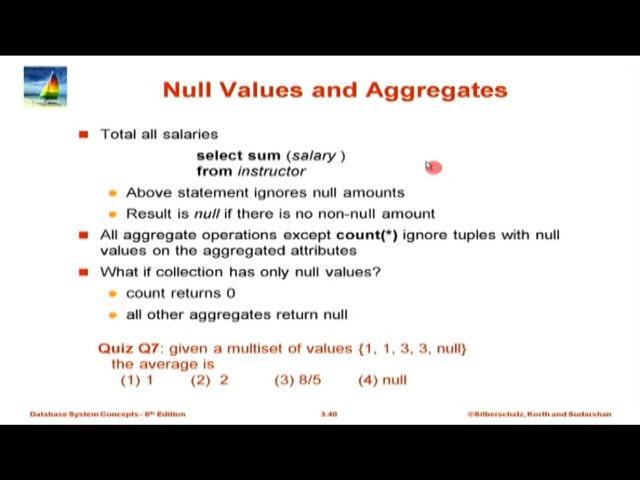 Null Values and Aggregates
Total all salaries
select sum (salary )
from instructor
Above statement ignores null amounts
Result is null if there is no non-null amount
All aggregate operations except count(*) ignore tuples with null
values on the aggregated attributes
What if collection has only null values?
count returns 0
all other aggregates return null
Quiz Q7: given a multiset of values {1, 1, 3, 3, null}
the average is
(1) 1 (2) 2 (3) 8/5 (4) null
Database System Concepts - 6th Edition 3.40 ©Silberschatz, Korth and Sudarshan